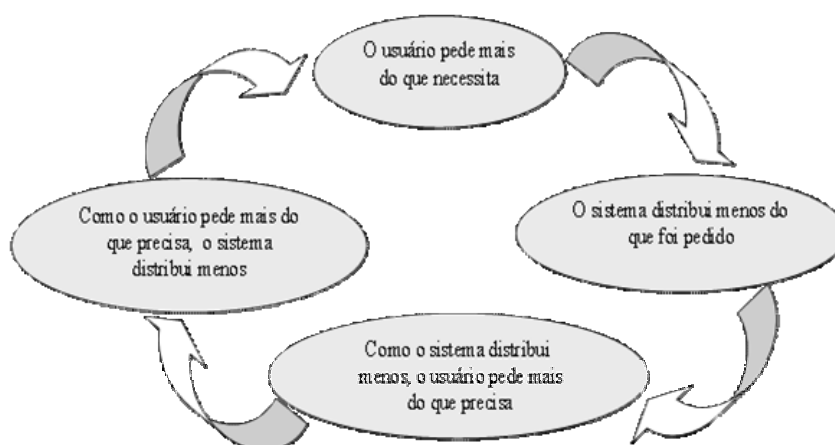 O usuário pede mais
do que necessita
O sistema distribui menos do
que foi pedido
Como o sistema distribui
menos, o usuário pede mais
do que precisa
Como o usuário pede mais do
que precisa, o sistema
distribui menos